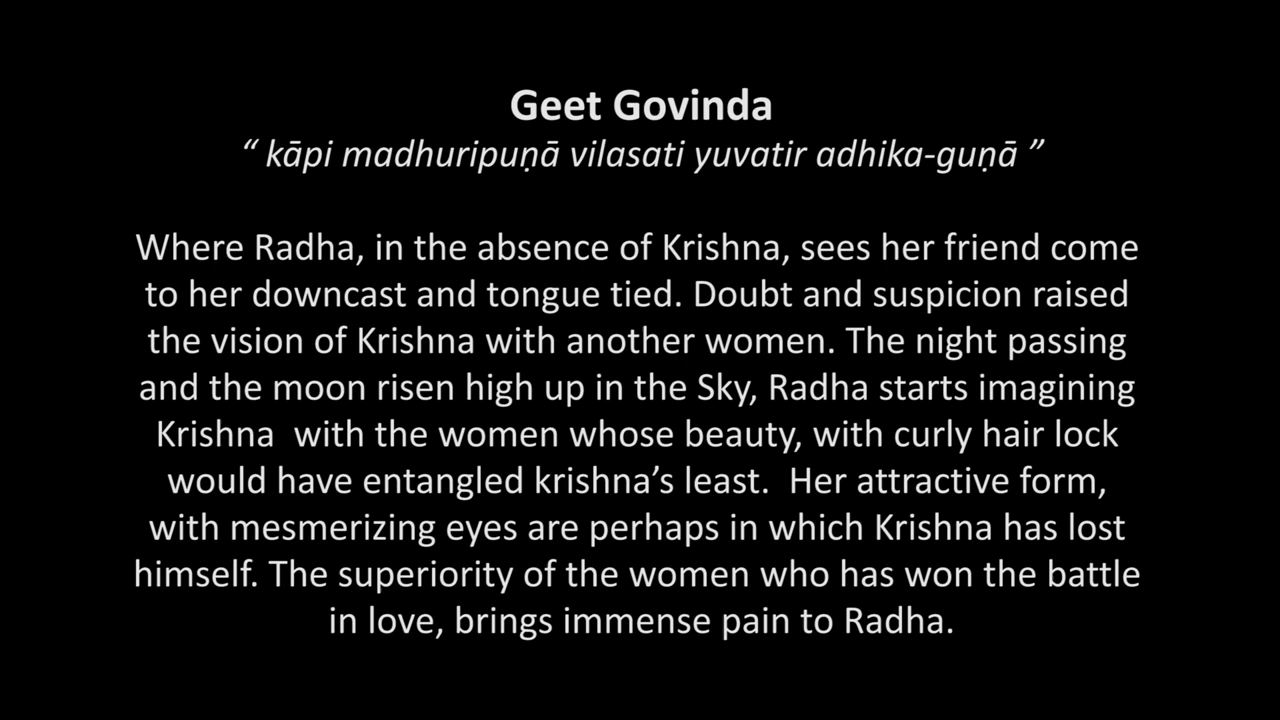 Geet Govinda
“ kāpi madhuripuṇā vilasati yuvatir adhika-guṇā ”
Where Radha, in the absence of Krishna, sees her friend come
to her downcast and tongue tied. Doubt and suspicion raised
the vision of Krishna with another women. The night passing
and the moon risen high up in the Sky, Radha starts imagining
Krishna  with the women whose beauty, with curly hair lock
would have entangled krishna’s least.  Her attractive form,
with mesmerizing eyes are perhaps in which Krishna has lost
himself. The superiority of the women who has won the battle
in love, brings immense pain to Radha.